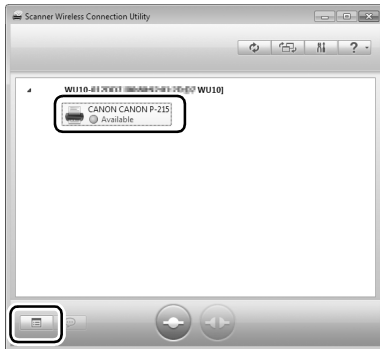 Scanner Wireless Connection Utility
?
WU10- WU10]
CANON CANON P-215
Available